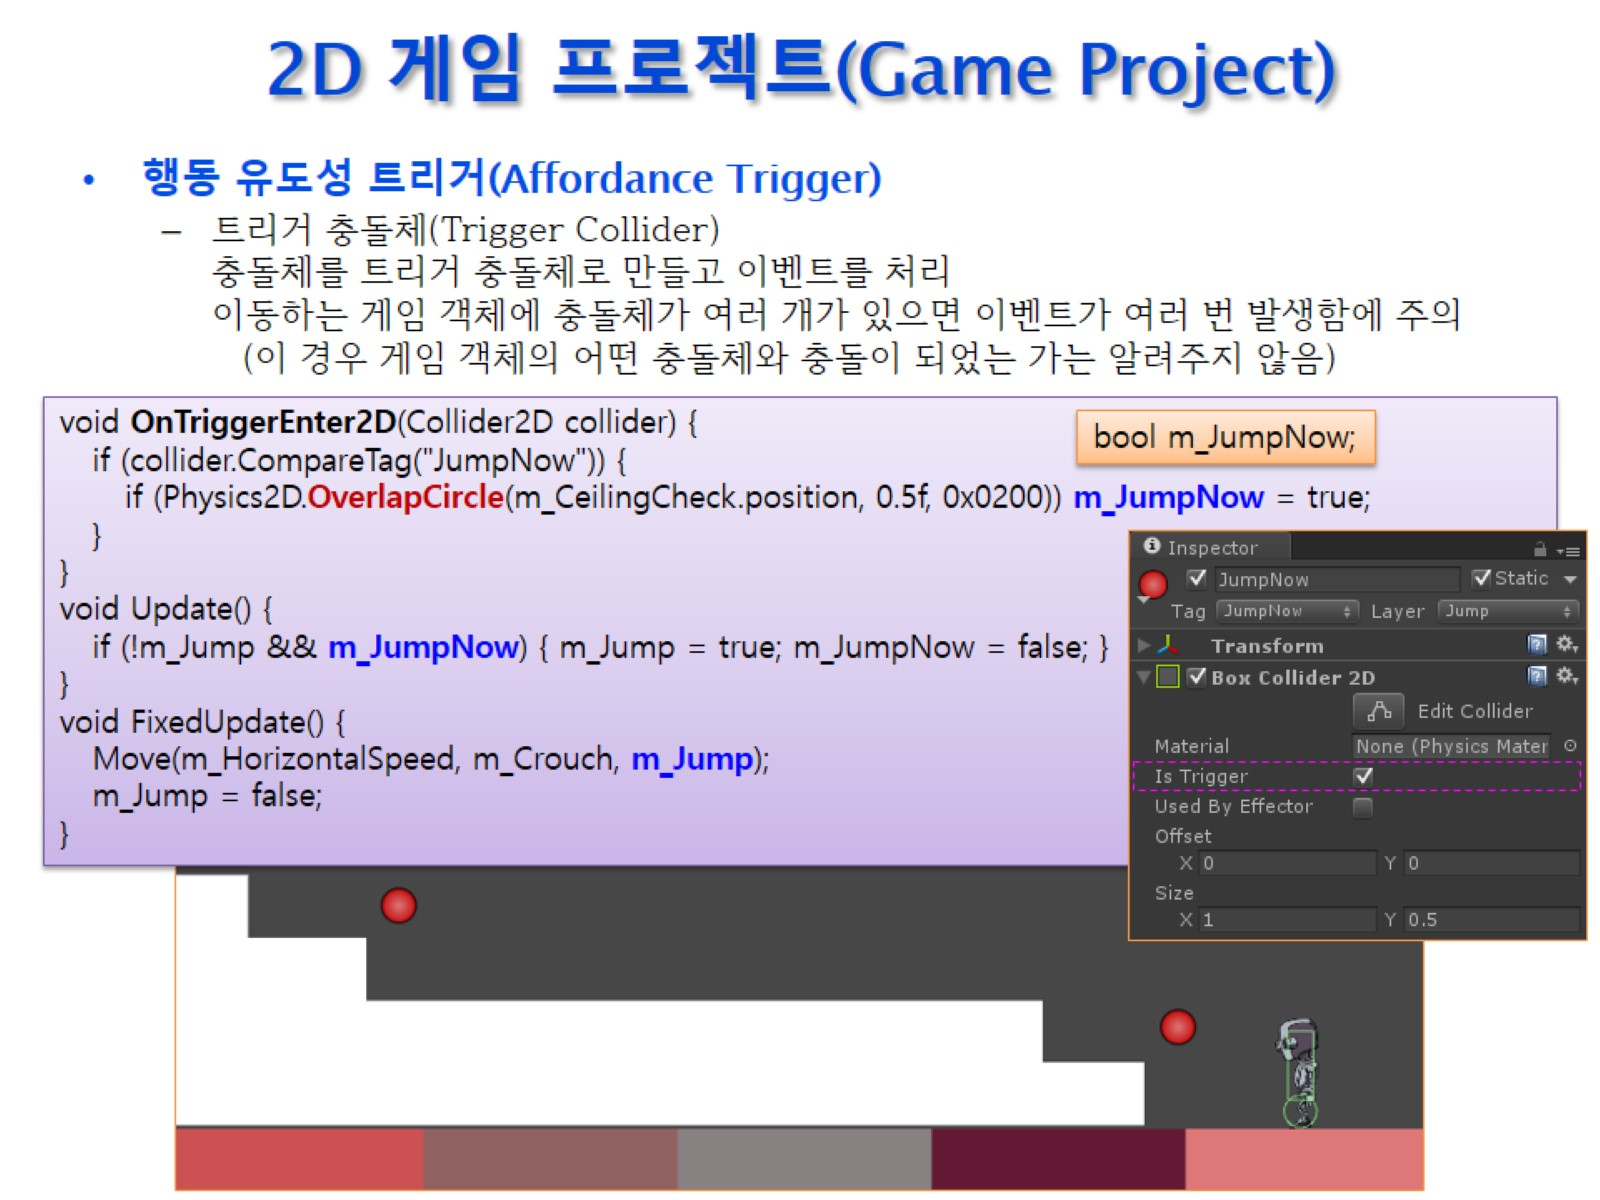 2D 게임 프로젝트(Game Project)
• 행동 유도성 트리거(Affordance Trigger)
– 트리거 충돌체(Trigger Collider)
충돌체를 트리거 충돌체로 만들고 이벤트를 처리
이동하는 게임 객체에 충돌체가 여러 개가 있으면 이벤트가 여러 번 발생함에 주의
(이 경우 게임 객체의 어떤 충돌체와 충돌이 되었는 가는 알려주지 않음)
void OnTriggerEnter2D(Collider2D collider) {
if (collider.CompareTag("JumpNow")) {
if (Physics2D.OverlapCircle(m_CeilingCheck.position, 0.5f, 0x0200)) m_JumpNow = true;
}
}
void Update() {
if (!m_Jump && m_JumpNow) { m_Jump = true; m_JumpNow = false; }
}
void FixedUpdate() {
Move(m_HorizontalSpeed, m_Crouch, m_Jump);
m_Jump = false;
}
bool m_JumpNow;
Inspector
JumpNow Static
Tag JumpNow Layer Jump
Transform
Box Collider 2D
Edit Collider
Material None (Physics Mater
Is Trigger
Used By Effector
Offset
X 0 Y 0
Size
X 1 Y 0.5